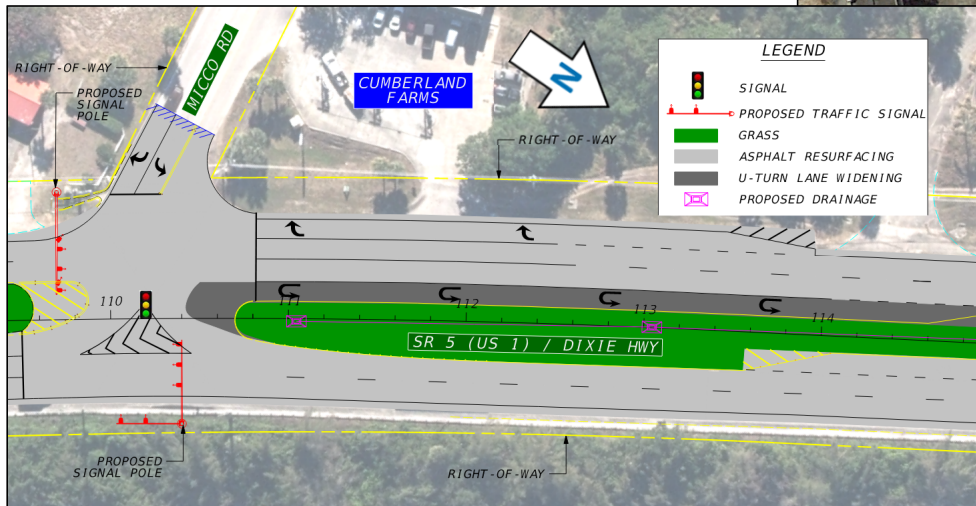 RIGHT-OF-WAY
PROPOSED
SIGNAL
POLE
MICCO RD
CUMBERLAND
FARMS
N
RIGHT-OF-WAY
LEGEND
SIGNAL
PROPOSED TRAFFIC SIGNAL
GRASS
ASPHALT RESURFACING
U-TURN LANE WIDENING
PROPOSED DRAINAGE
110
111
112
113
114
SR 5 (US 1) / DIXIE HWY
PROPOSED
SIGNAL POLE
RIGHT-OF-WAY